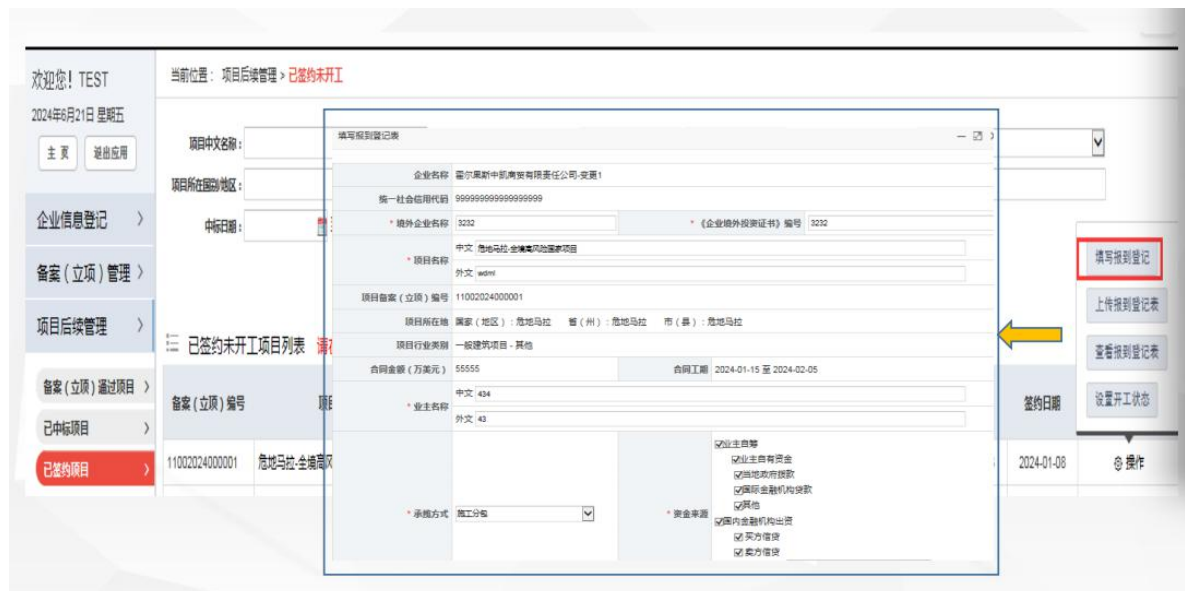 欢迎您！TEST
2024年6月21日 星期五
主 页
退出应用
企业信息登记
备案（立项）管理
项目后续管理
备案（立项）通过项目
已中标项目
已签约项目
当前位置： 项目后续管理 > 已签约未开工
项目中文名称：
项目所在国别/地区：
中标日期：
已签约未开工项目列表
备案（立项）编号
签约日期
11002024000001 危地马拉-全境高风
2024-01-08
操作
填写报到登记表
企业名称 霍尔果斯中凯商贸有限责任公司-变更1
统一社会信用代码 999999999999999999
* 境外企业名称 3232 * 《企业境外投资证书》编号 3232
* 项目名称
中文 危地马拉-全境高风险国家项目
外文 wdml
项目备案（立项）编号 11002024000001
项目所在地 国家（地区）: 危地马拉 省（州）: 危地马拉 市（县）: 危地马拉
项目行业类别 一般建筑项目 - 其他
合同金额（万美元） 55555 合同工期 2024-01-15 至 2024-02-05
* 业主名称
中文 434
外文 43
* 承揽方式 施工分包
* 资金来源
业主自筹
业主自有资金
当地政府拨款
国际金融机构贷款
其他
国内金融机构出资
买方信贷
卖方信贷
填写报到登记
上传报到登记表
查看报到登记表
设置开工状态